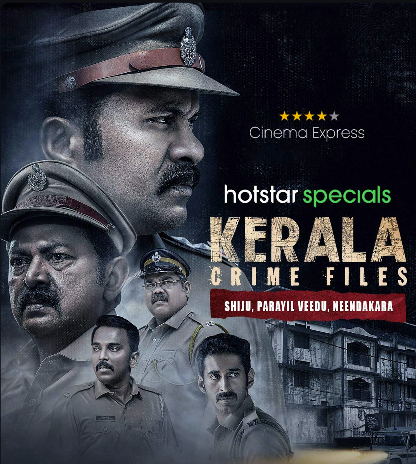 Cinema Express
hotstar specials
KERALA
CRIME FILES
SHIJU, PARAYIL VEEDU, NEENDAKARA